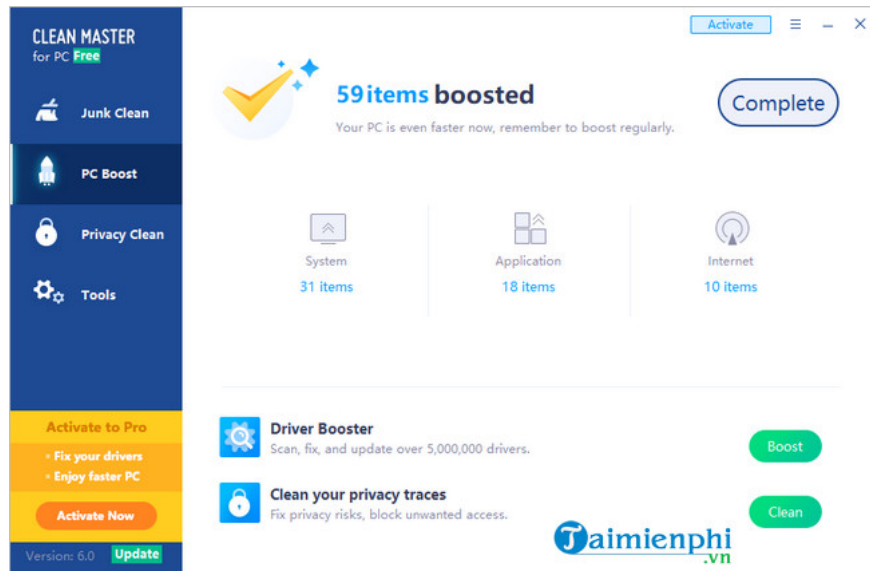 CLEAN MASTER
for PC Free
Activate
Junk Clean
PC Boost
Privacy Clean
Tools
59 items boosted
Your PC is even faster now, remember to boost regularly.
Complete
System
31 items
Application
18 items
Internet
10 items
Driver Booster
Scan, fix, and update over 5,000,000 drivers.
Boost
Clean your privacy traces
Fix privacy risks, block unwanted access.
Clean
Activate to Pro
• Fix your drivers
• Enjoy faster PC
Activate Now
Version: 6.0 Update
Taimienphi
.vn